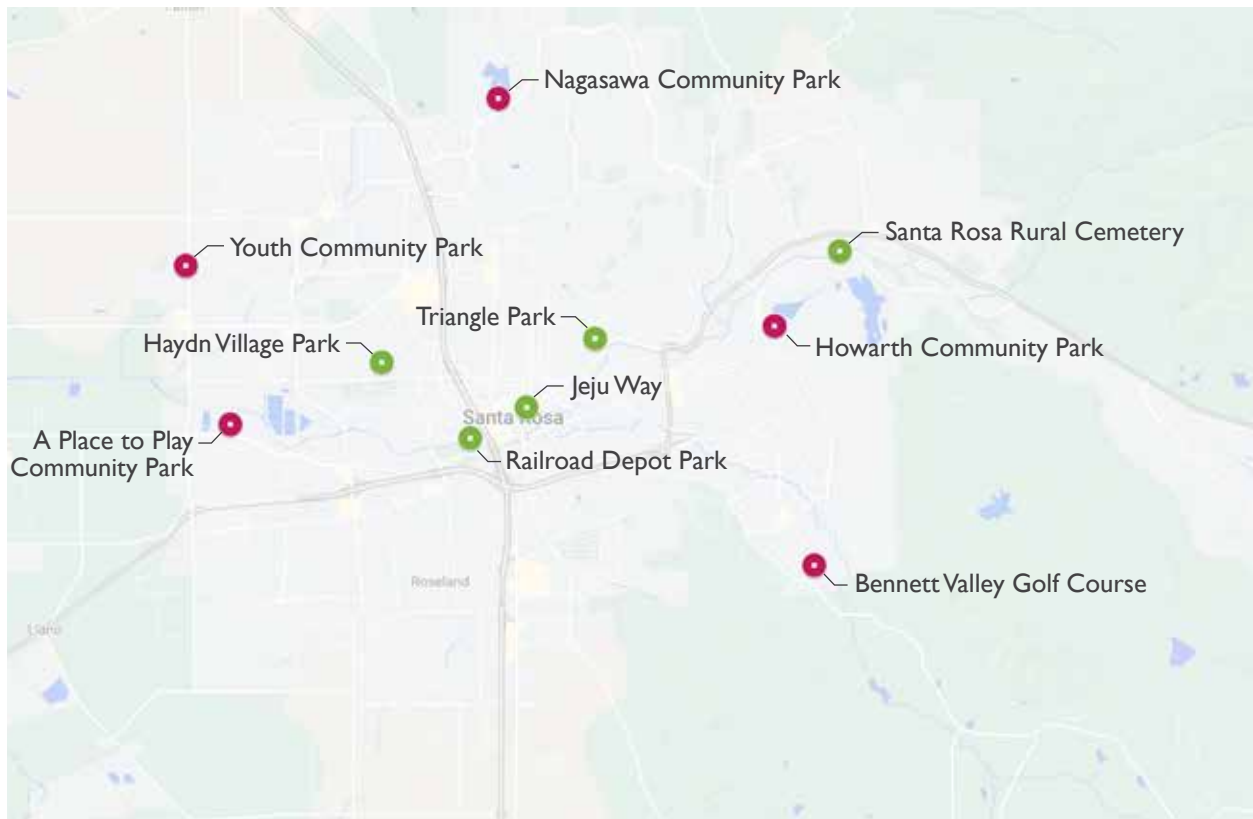 Nagasawa Community Park
Santa Rosa Rural Cemetery
Youth Community Park
Triangle Park
Haydn Village Park
Howarth Community Park
Jeju Way
Santa Rosa
A Place to Play
Community Park
Railroad Depot Park
Roseland
Bennett Valley Golf Course
Llano